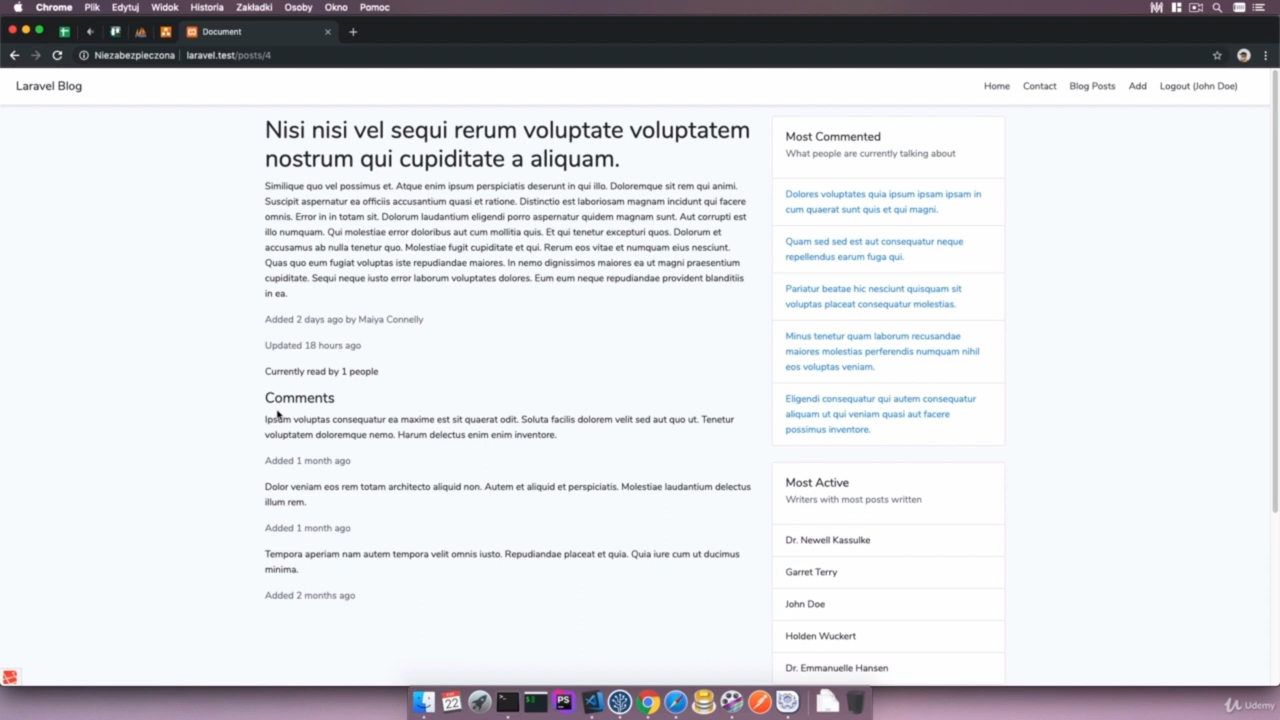 Chrome Plik Edytuj Widok Historia Zakładki Osoby Okno Pomoc
Document
Niezabezpieczona laravel.test/posts/4
Laravel Blog
Home Contact Blog Posts Add Logout (John Doe)
Nisi nisi vel sequi rerum voluptate voluptatem
nostrum qui cupiditate a aliquam.
Similique quo vel possimus et. Atque enim ipsum perspiciatis deserunt in qui illo. Doloremque sit rem qui animi.
Suscipit aspernatur ea officiis accusantium quasi et ratione. Distinctio est laboriosam magnam incidunt qui facere
omnis. Error in in totam sit. Dolorum laudantium eligendi porro aspernatur quidem magnam sunt. Aut corrupti est
illo numquam. Qui molestiae error doloribus aut cum mollitia quis. Et qui tenetur excepturi quos. Dolorum et
accusamus ab nulla tenetur quo. Molestiae fugit cupiditate et qui. Rerum eos vitae et numquam eius nesciunt.
Quas quo eum fugiat voluptas iste repudiandae maiores. In nemo dignissimos maiores ea ut magni praesentium
cupiditate. Sequi neque iusto error laborum voluptates dolores. Eum eum neque repudiandae provident blanditiis
in ea.
Added 2 days ago by Maiya Connelly
Updated 18 hours ago
Currently read by 1 people
Comments
Ipsum voluptas consequatur ea maxime est sit quaerat odit. Soluta facilis dolorem velit sed aut quo ut. Tenetur
voluptatem doloremque nemo. Harum delectus enim enim inventore.
Added 1 month ago
Dolor veniam eos rem totam architecto aliquid non. Autem et aliquid et perspiciatis. Molestiae laudantium delectus
illum rem.
Added 1 month ago
Tempora aperiam nam autem tempora velit omnis iusto. Repudiandae placeat et quia. Quia iure cum ut ducimus
minima.
Added 2 months ago
Most Commented
What people are currently talking about
Dolores voluptates quia ipsum ipsam ipsam in
cum quaerat sunt quis et qui magni.
Quam sed sed est aut consequatur neque
repellendus earum fuga qui.
Pariatur beatae hic nesciunt quisquam sit
voluptas placeat consequatur molestias.
Minus tenetur quam laborum recusandae
maiores molestias perferendis numquam nihil
eos voluptas veniam.
Eligendi consequatur qui autem consequatur
aliquam ut qui veniam quasi aut facere
possimus inventore.
Most Active
Writers with most posts written
Dr. Newell Kassulke
Garret Terry
John Doe
Holden Wuckert
Dr. Emmanuelle Hansen
22
PS
Udemy